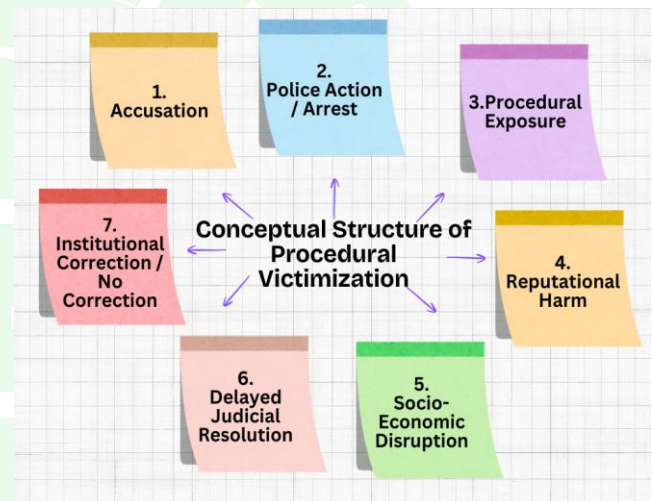 1.
Accusation
2.
Police Action
/ Arrest
3.Procedural
Exposure
Conceptual Structure of
Procedural
Victimization
4.
Reputational
Harm
5.
Socio-
Economic
Disruption
6.
Delayed
Judicial
Resolution
7.
Institutional
Correction /
No
Correction